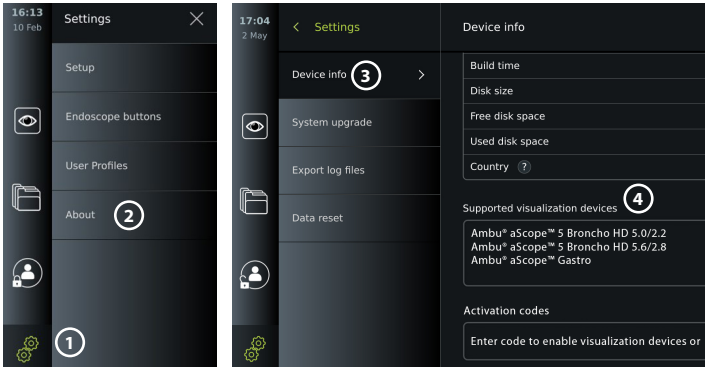 16:13
10 Feb
Settings
Setup
Endoscope buttons
User Profiles
About
2
1
17:04
2 May
< Settings
Device info
3
System upgrade
Export log files
Data reset
Device info
Build time
Disk size
Free disk space
Used disk space
Country ?
4
Supported visualization devices
Ambu® aScope™ 5 Broncho HD 5.0/2.2
Ambu® aScope™ 5 Broncho HD 5.6/2.8
Ambu® aScope™ Gastro
Activation codes
Enter code to enable visualization devices or